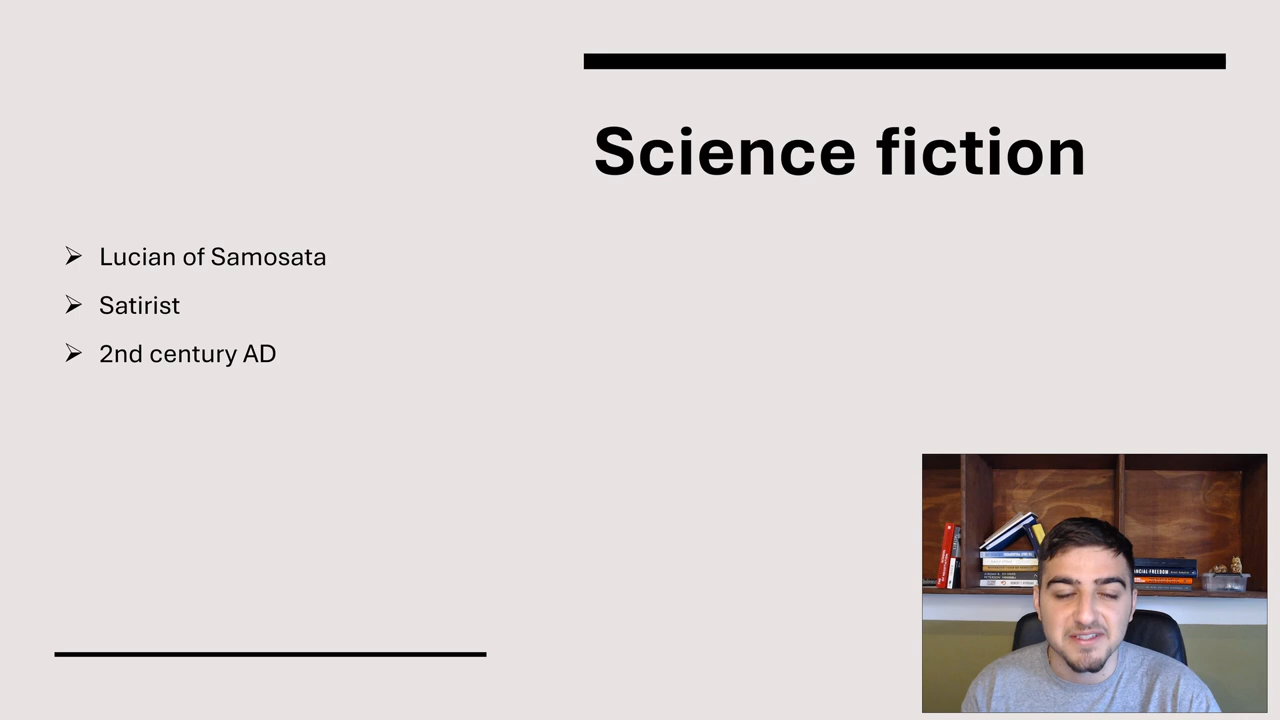 Science fiction
Lucian of Samosata
Satirist
2nd century AD